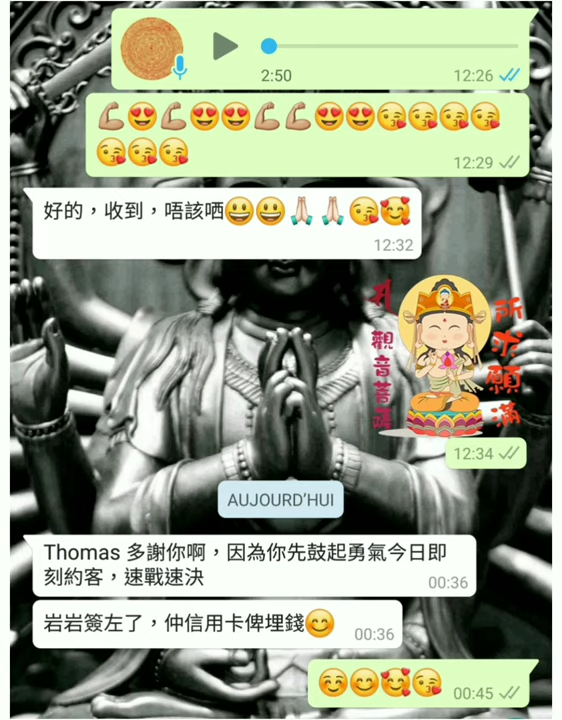 2:50 12:26
💪🏼😍💪🏼😍😍💪🏼💪🏼😍😍😘😘😘😘
😘😘😘
12:29
好的，收到，唔該哂😃😃🙏🏻🙏🏻😘🥰
12:32
觀音菩薩
所求願滿
12:34
AUJOURD'HUI
Thomas 多謝你啊，因為你先鼓起勇氣今日即
刻約客，速戰速決
00:36
岩岩簽左了，仲信用卡俾埋錢😊
00:36
☺️😊🥰😘 00:45